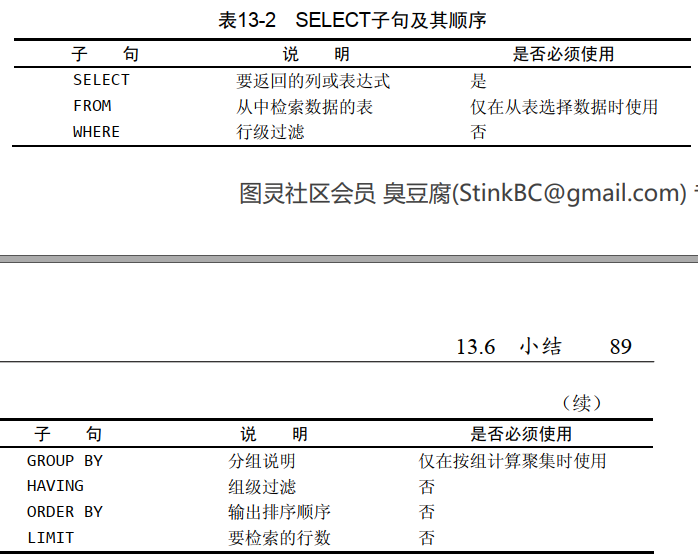 表13-2 SELECT子句及其顺序
子 句 说 明 是否必须使用
SELECT 要返回的列或表达式 是
FROM 从中检索数据的表 仅在从表选择数据时使用
WHERE 行级过滤 否
图灵社区会员 臭豆腐(StinkBC@gmail.com)
13.6 小结 89
（续）
子 句 说 明 是否必须使用
GROUP BY 分组说明 仅在按组计算聚集时使用
HAVING 组级过滤 否
ORDER BY 输出排序顺序 否
LIMIT 要检索的行数 否